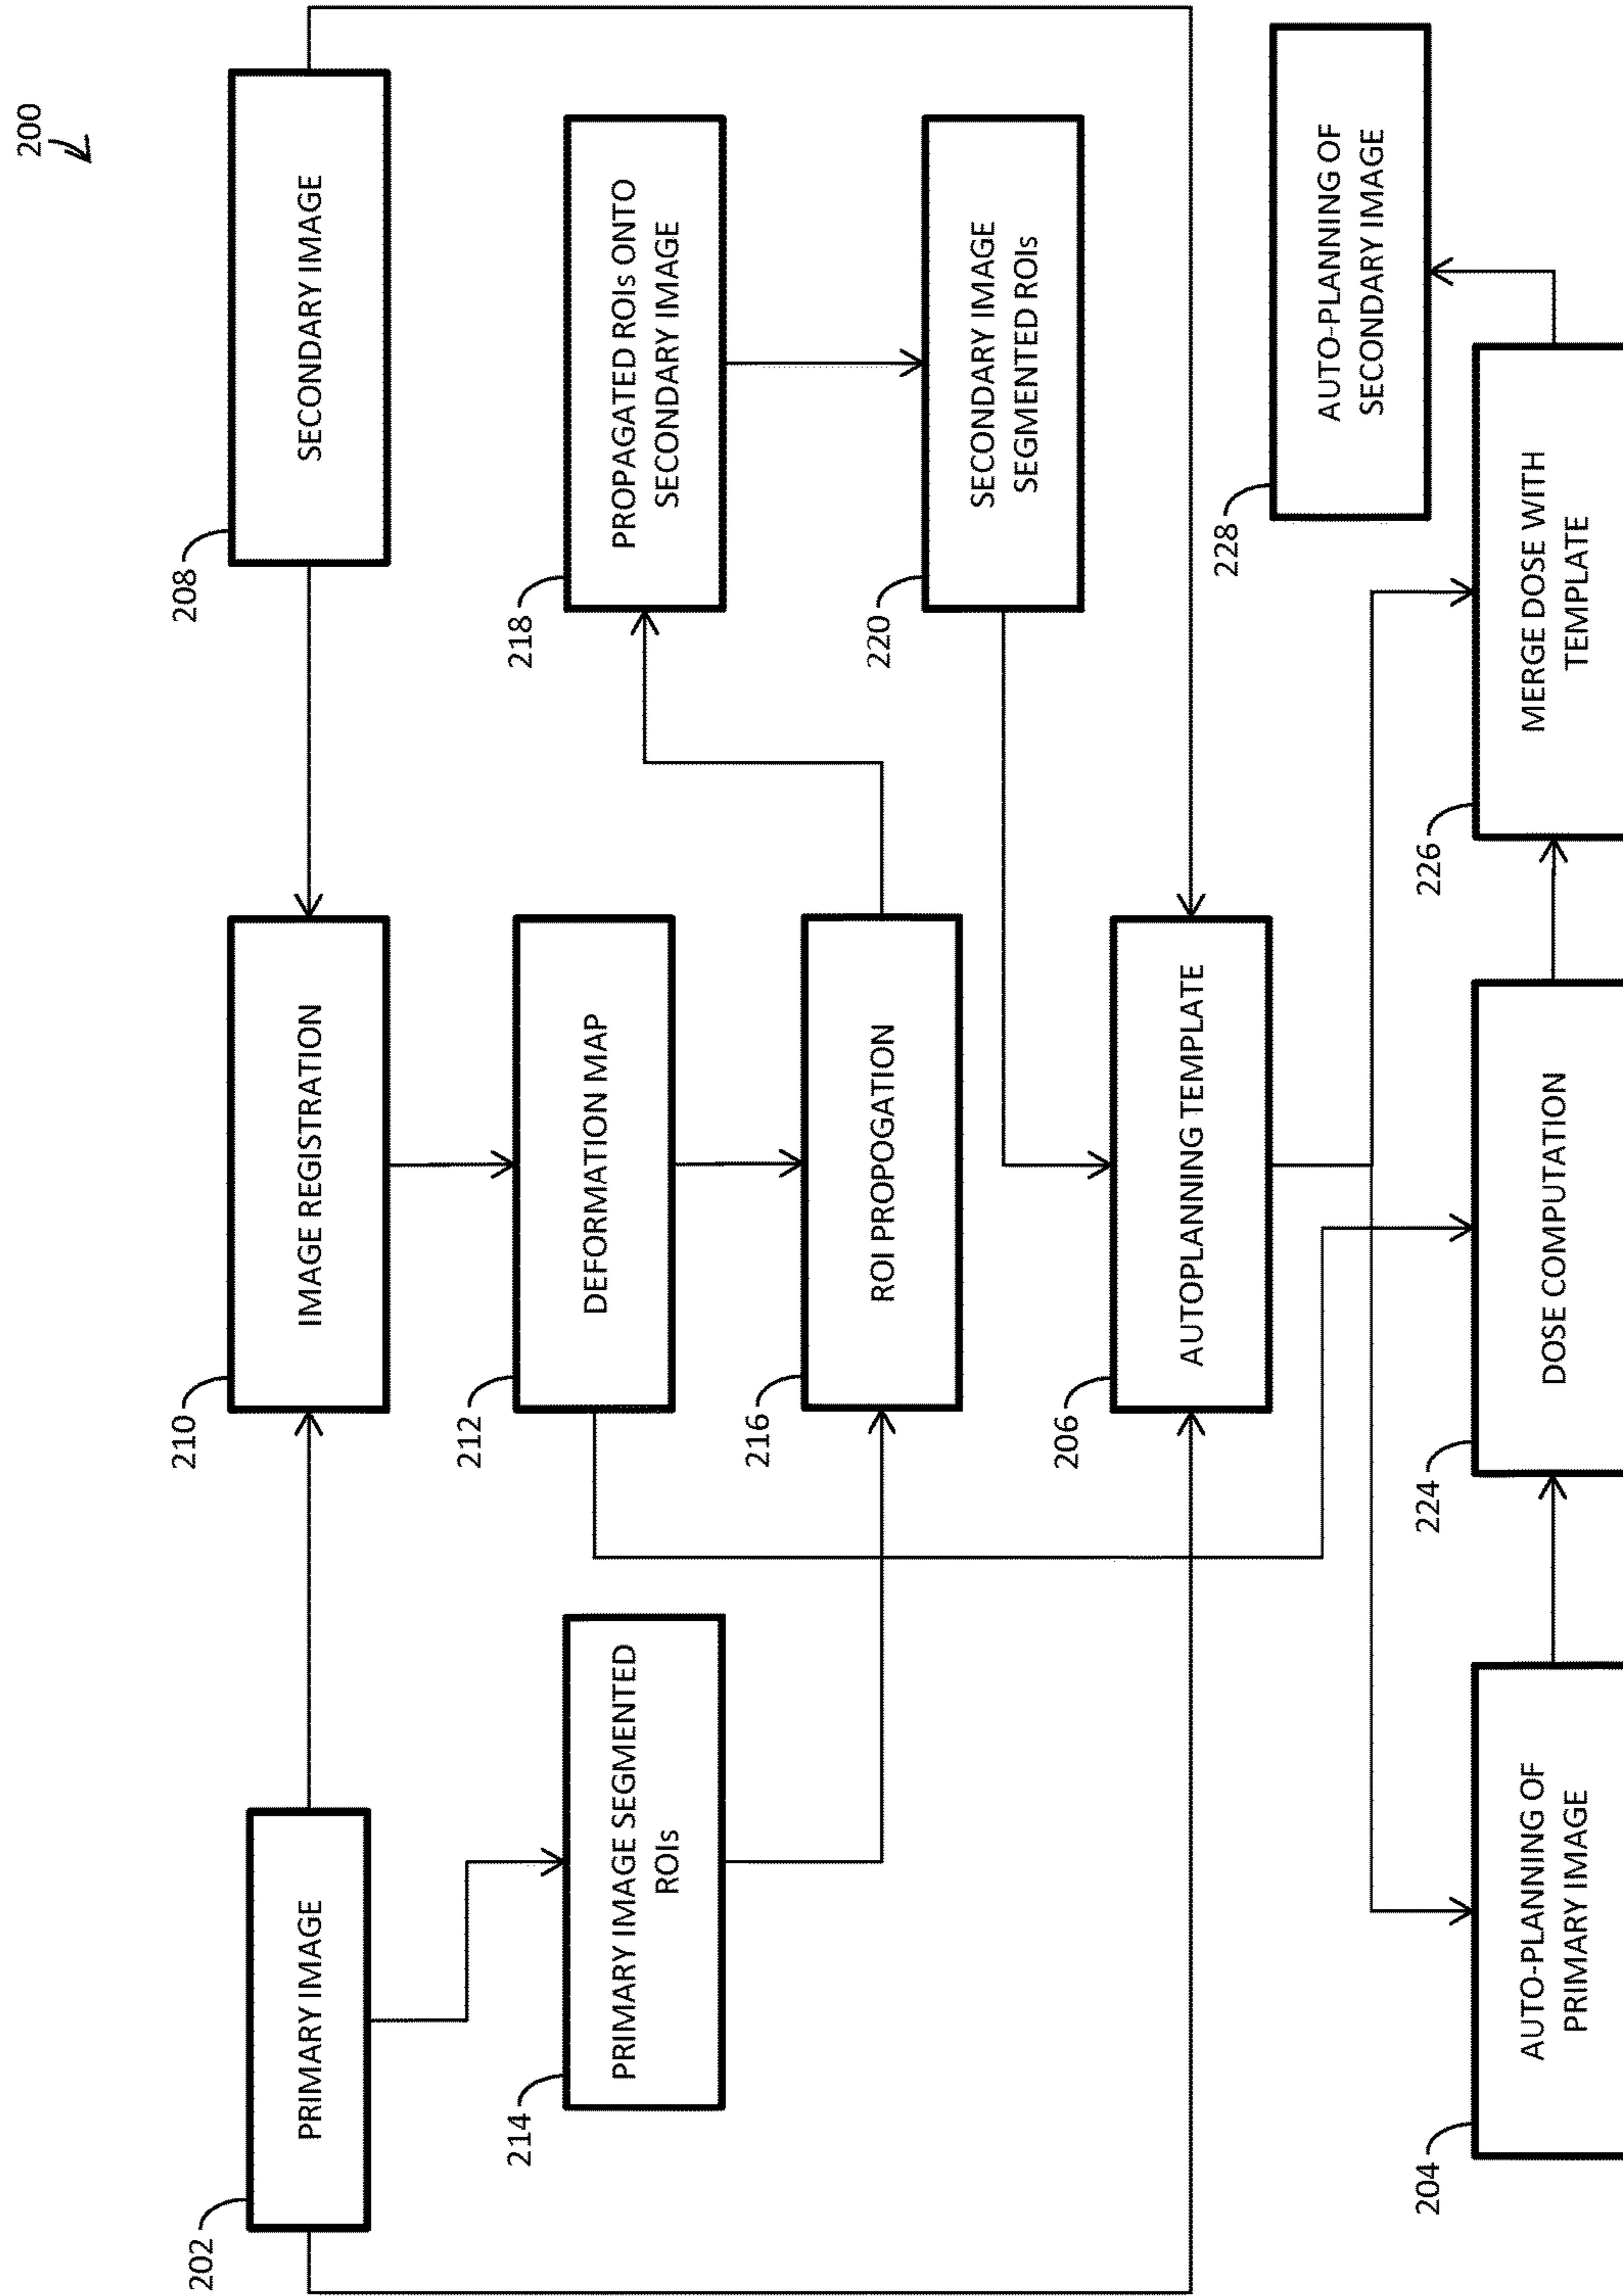 200
202
PRIMARY IMAGE
210
IMAGE REGISTRATION
208
SECONDARY IMAGE
212
DEFORMATION MAP
214
PRIMARY IMAGE SEGMENTED
ROIs
218
PROPAGATED ROIs ONTO
SECONDARY IMAGE
216
ROI PROPOGATION
220
SECONDARY IMAGE
SEGMENTED ROIs
206
AUTOPLANNING TEMPLATE
228
AUTO-PLANNING OF
SECONDARY IMAGE
204
AUTO-PLANNING OF
PRIMARY IMAGE
224
DOSE COMPUTATION
226
MERGE DOSE WITH
TEMPLATE